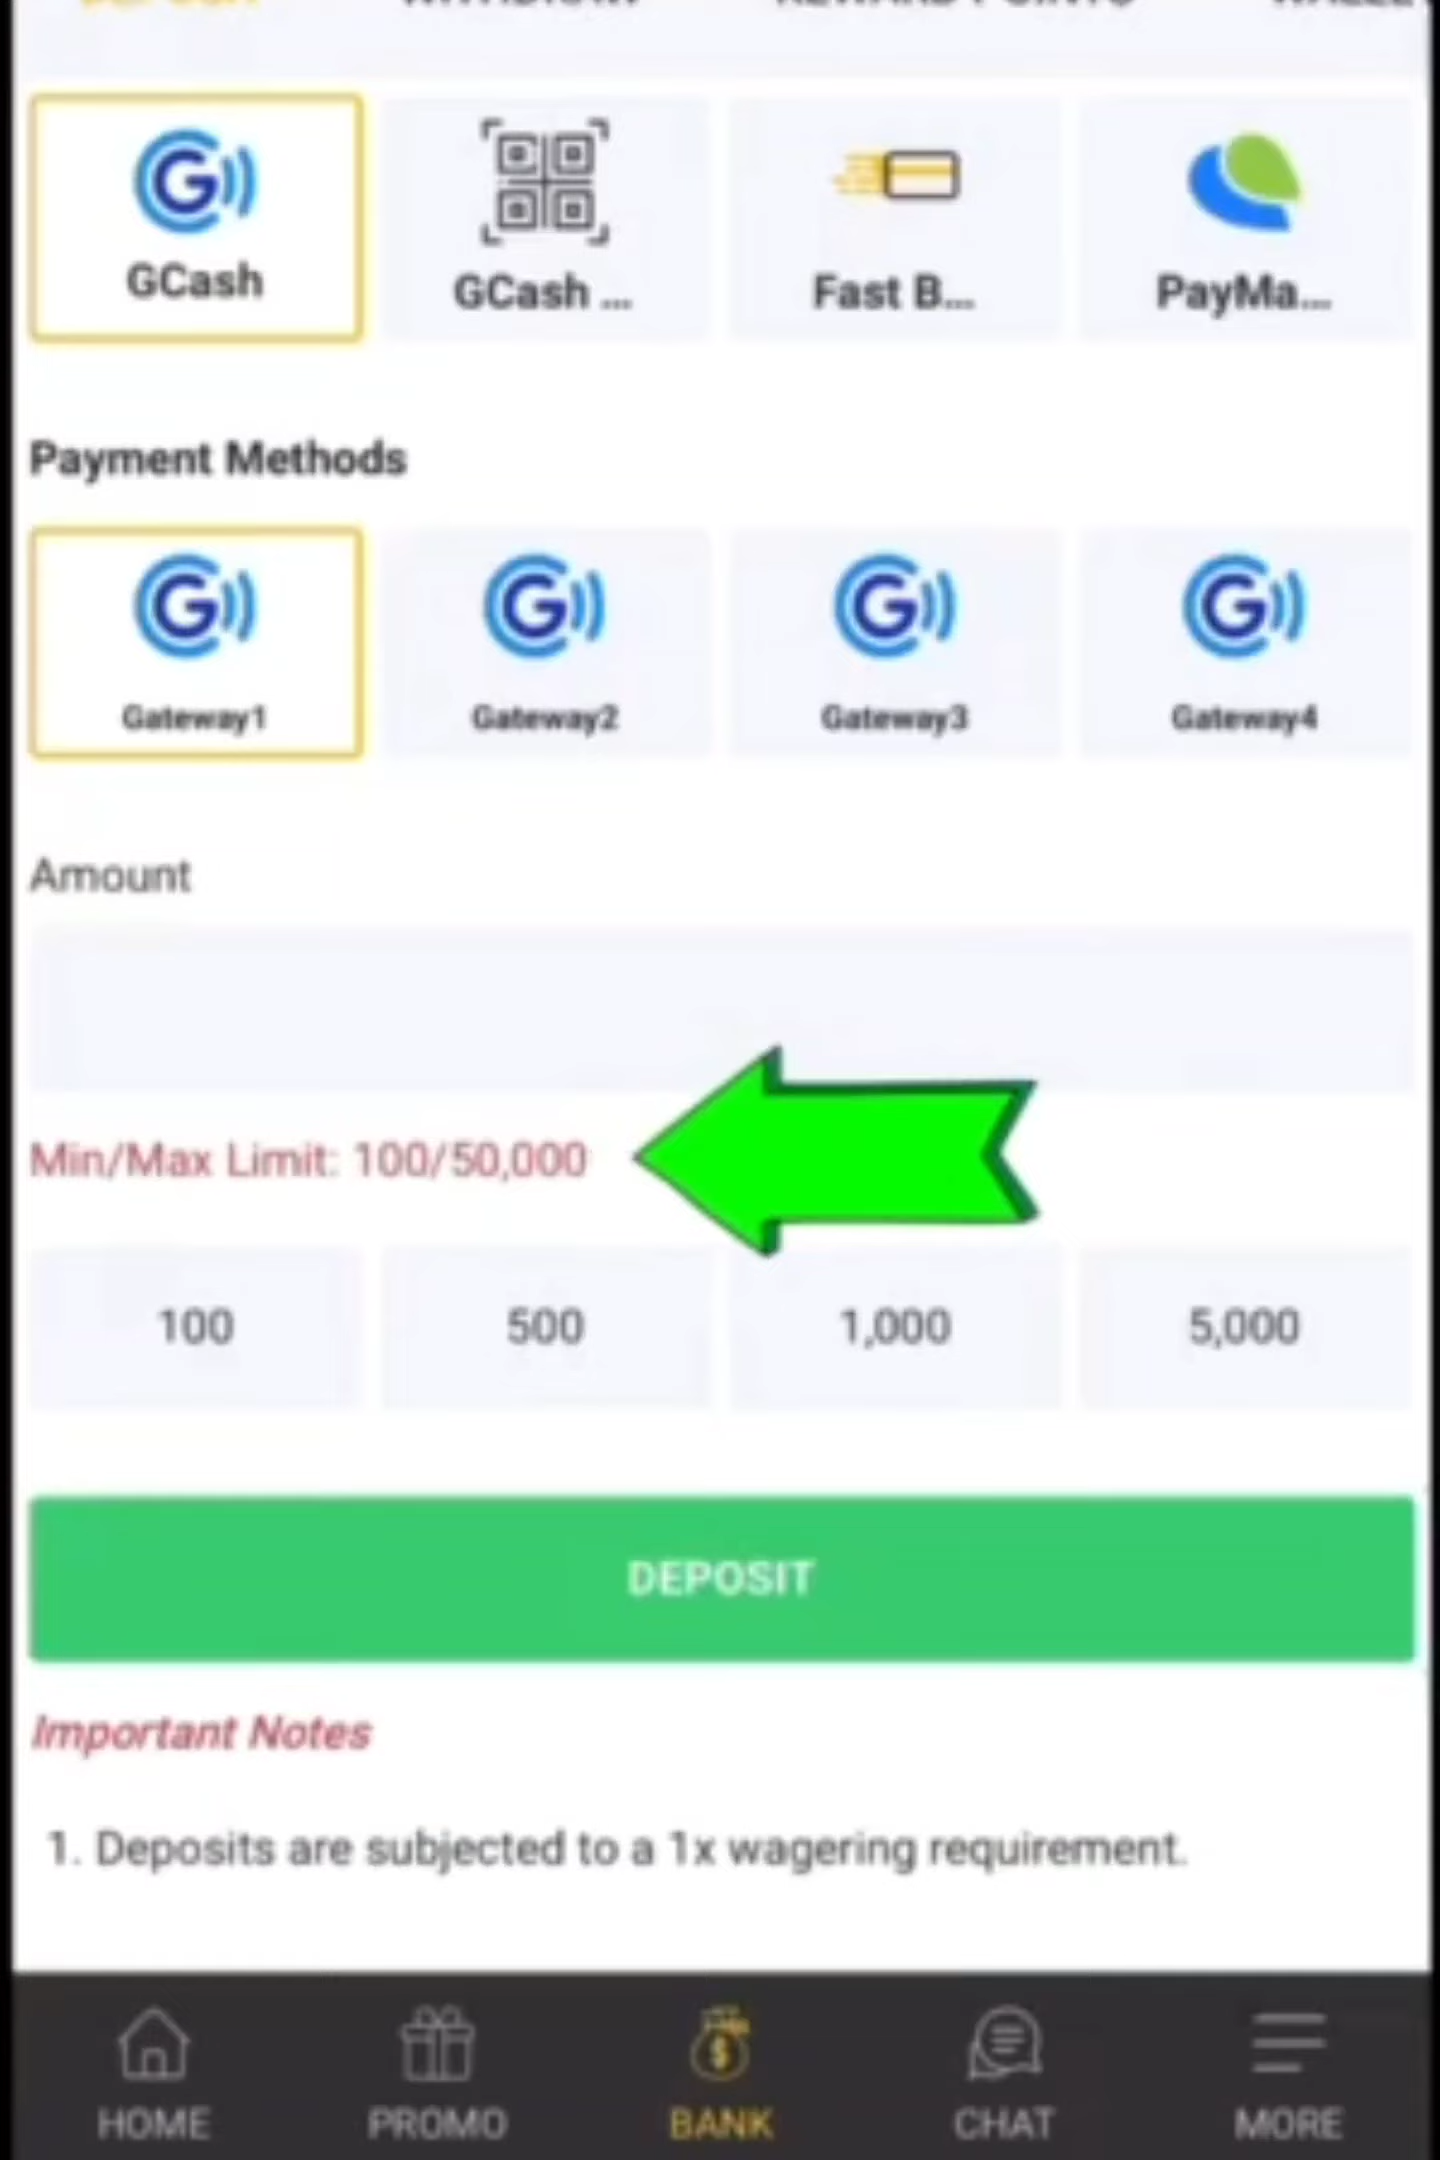 GCash GCash ... Fast B... PayMa...
Payment Methods
Gateway1 Gateway2 Gateway3 Gateway4
Amount
Min/Max Limit: 100/50,000
100 500 1,000 5,000
DEPOSIT
Important Notes
1. Deposits are subjected to a 1x wagering requirement.
HOME PROMO BANK CHAT MORE